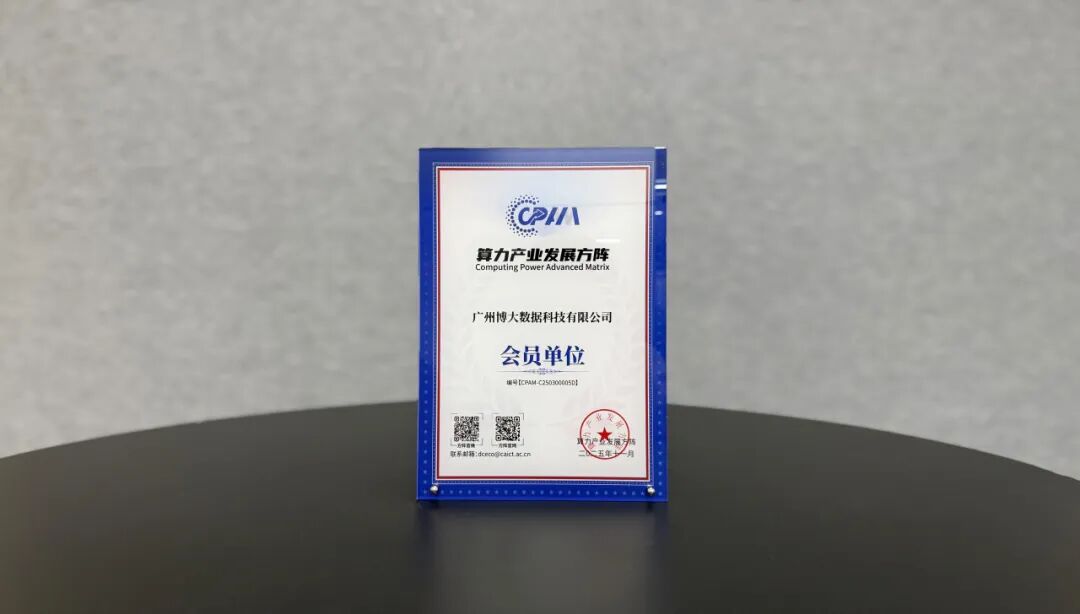 CPAM
算力产业发展方阵
Computing Power Advanced Matrix
广州博大数据科技有限公司
会员单位
编号【CPAM-C250300005D】
方阵官微
方阵官网
联系邮箱:dceco@caict.ac.cn
算力产业发展方阵
二〇二五年十一月